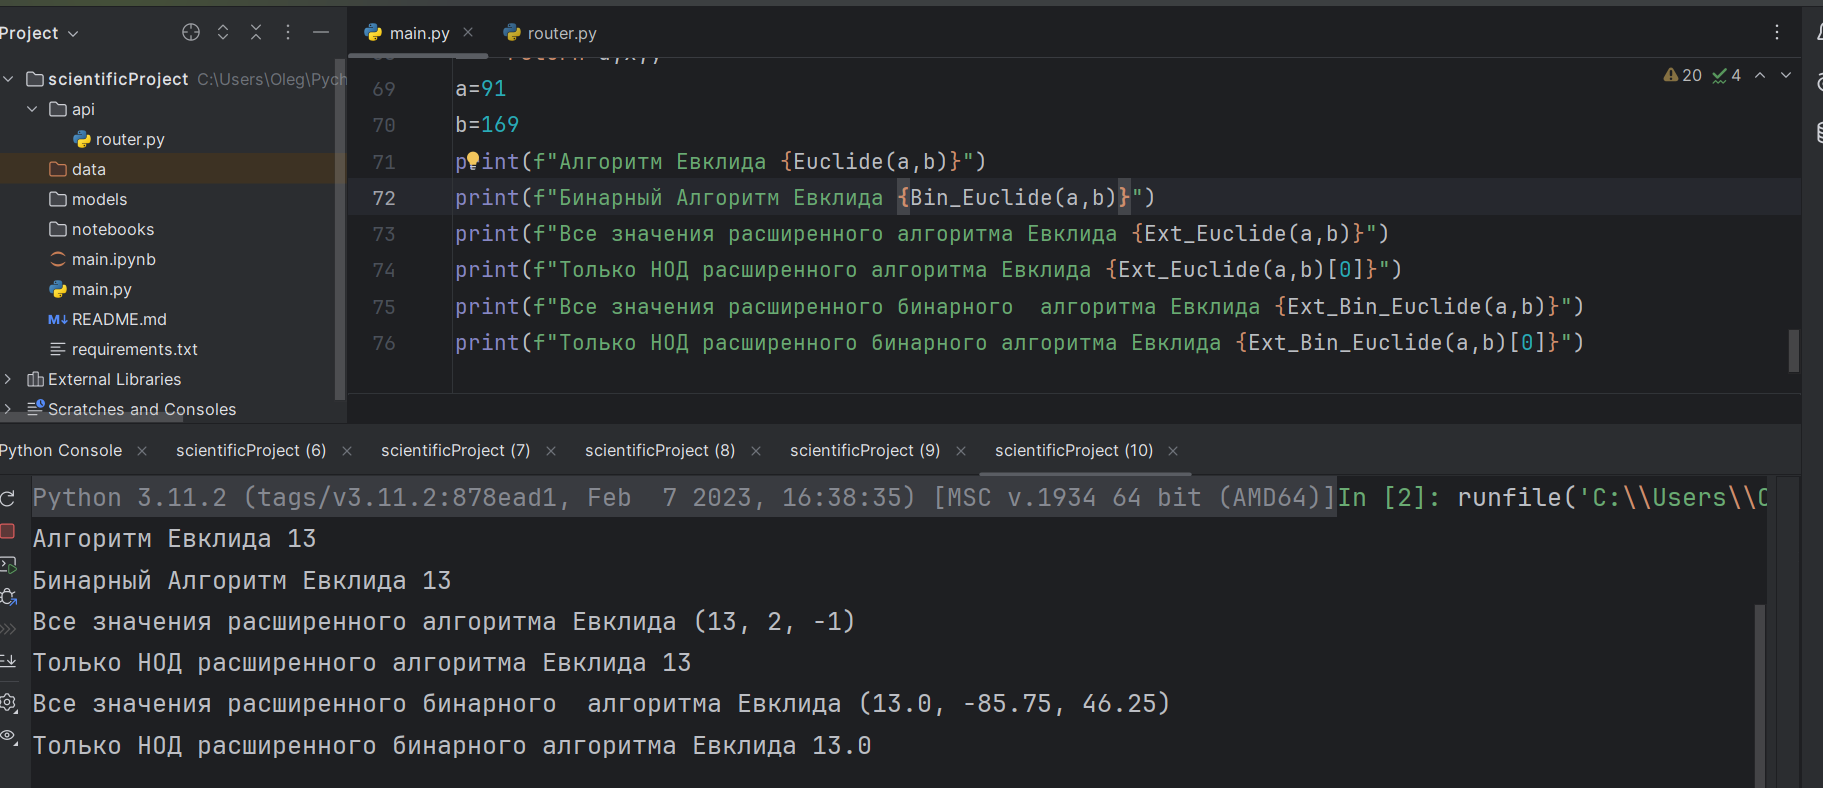 Project
main.py
router.py
scientificProject C:\Users\Oleg\Pych
api
router.py
data
models
notebooks
main.ipynb
main.py
M↓ README.md
requirements.txt
External Libraries
Scratches and Consoles
20 4
69 a=91
70 b=169
71 print(f"Алгоритм Евклида {Euclide(a,b)}")
72 print(f"Бинарный Алгоритм Евклида {Bin_Euclide(a,b)}")
73 print(f"Все значения расширенного алгоритма Евклида {Ext_Euclide(a,b)}")
74 print(f"Только НОД расширенного алгоритма Евклида {Ext_Euclide(a,b)[0]}")
75 print(f"Все значения расширенного бинарного  алгоритма Евклида {Ext_Bin_Euclide(a,b)}")
76 print(f"Только НОД расширенного бинарного алгоритма Евклида {Ext_Bin_Euclide(a,b)[0]}")
Python Console
scientificProject (6)
scientificProject (7)
scientificProject (8)
scientificProject (9)
scientificProject (10)
Python 3.11.2 (tags/v3.11.2:878ead1, Feb  7 2023, 16:38:35) [MSC v.1934 64 bit (AMD64)]In [2]: runfile('C:\\Users\\O
Алгоритм Евклида 13
Бинарный Алгоритм Евклида 13
Все значения расширенного алгоритма Евклида (13, 2, -1)
Только НОД расширенного алгоритма Евклида 13
Все значения расширенного бинарного  алгоритма Евклида (13.0, -85.75, 46.25)
Только НОД расширенного бинарного алгоритма Евклида 13.0